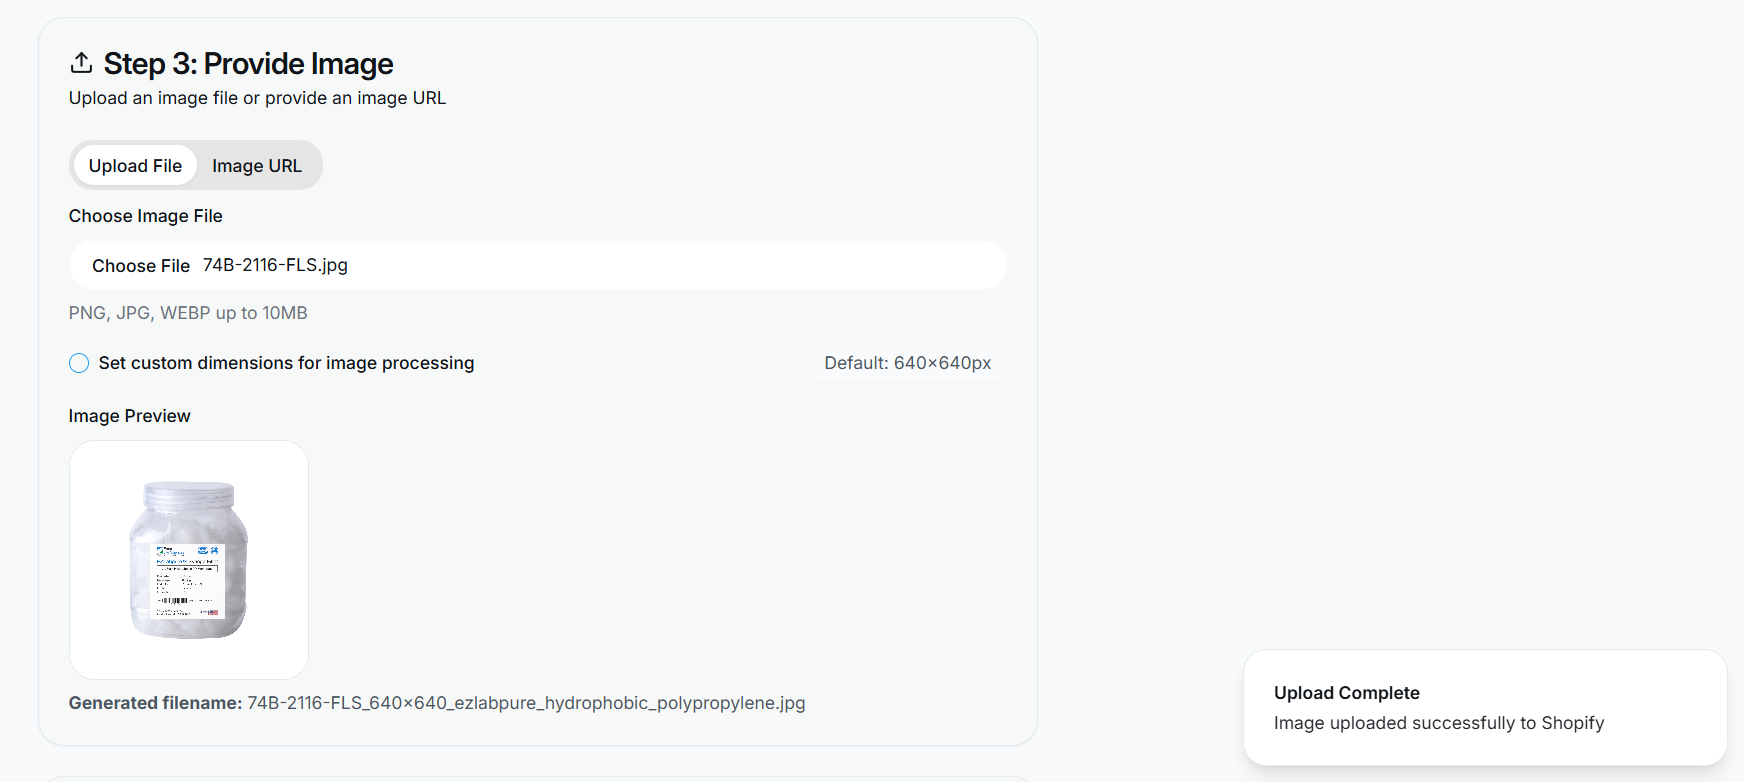 Step 3: Provide Image
Upload an image file or provide an image URL
Upload File Image URL
Choose Image File
Choose File 74B-2116-FLS.jpg
PNG, JPG, WEBP up to 10MB
Set custom dimensions for image processing Default: 640×640px
Image Preview
Generated filename: 74B-2116-FLS_640×640_ezlabpure_hydrophobic_polypropylene.jpg
Upload Complete
Image uploaded successfully to Shopify